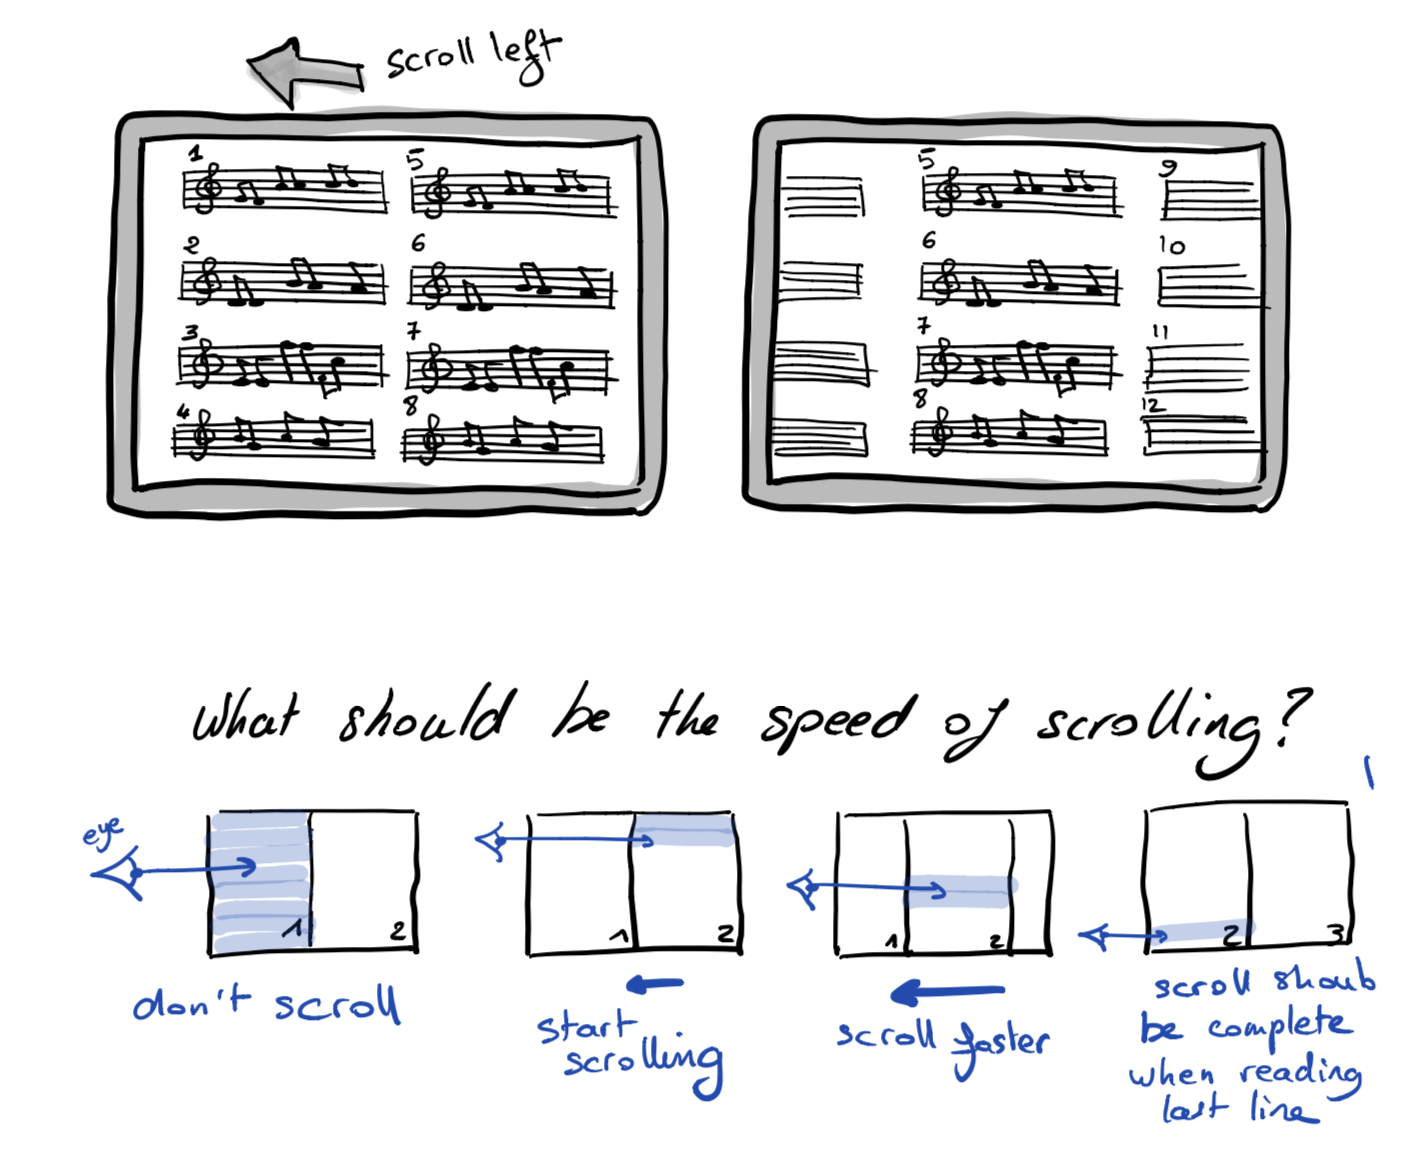 scroll left
1 5
2 6
3 7
4 8
5 9
6 10
7 11
8 12
What should be the speed of scrolling?
eye
1 2
don't scroll
1 2
start
scrolling
1 2
scroll faster
2 3
scroll shoub
be complete
when reading
last line